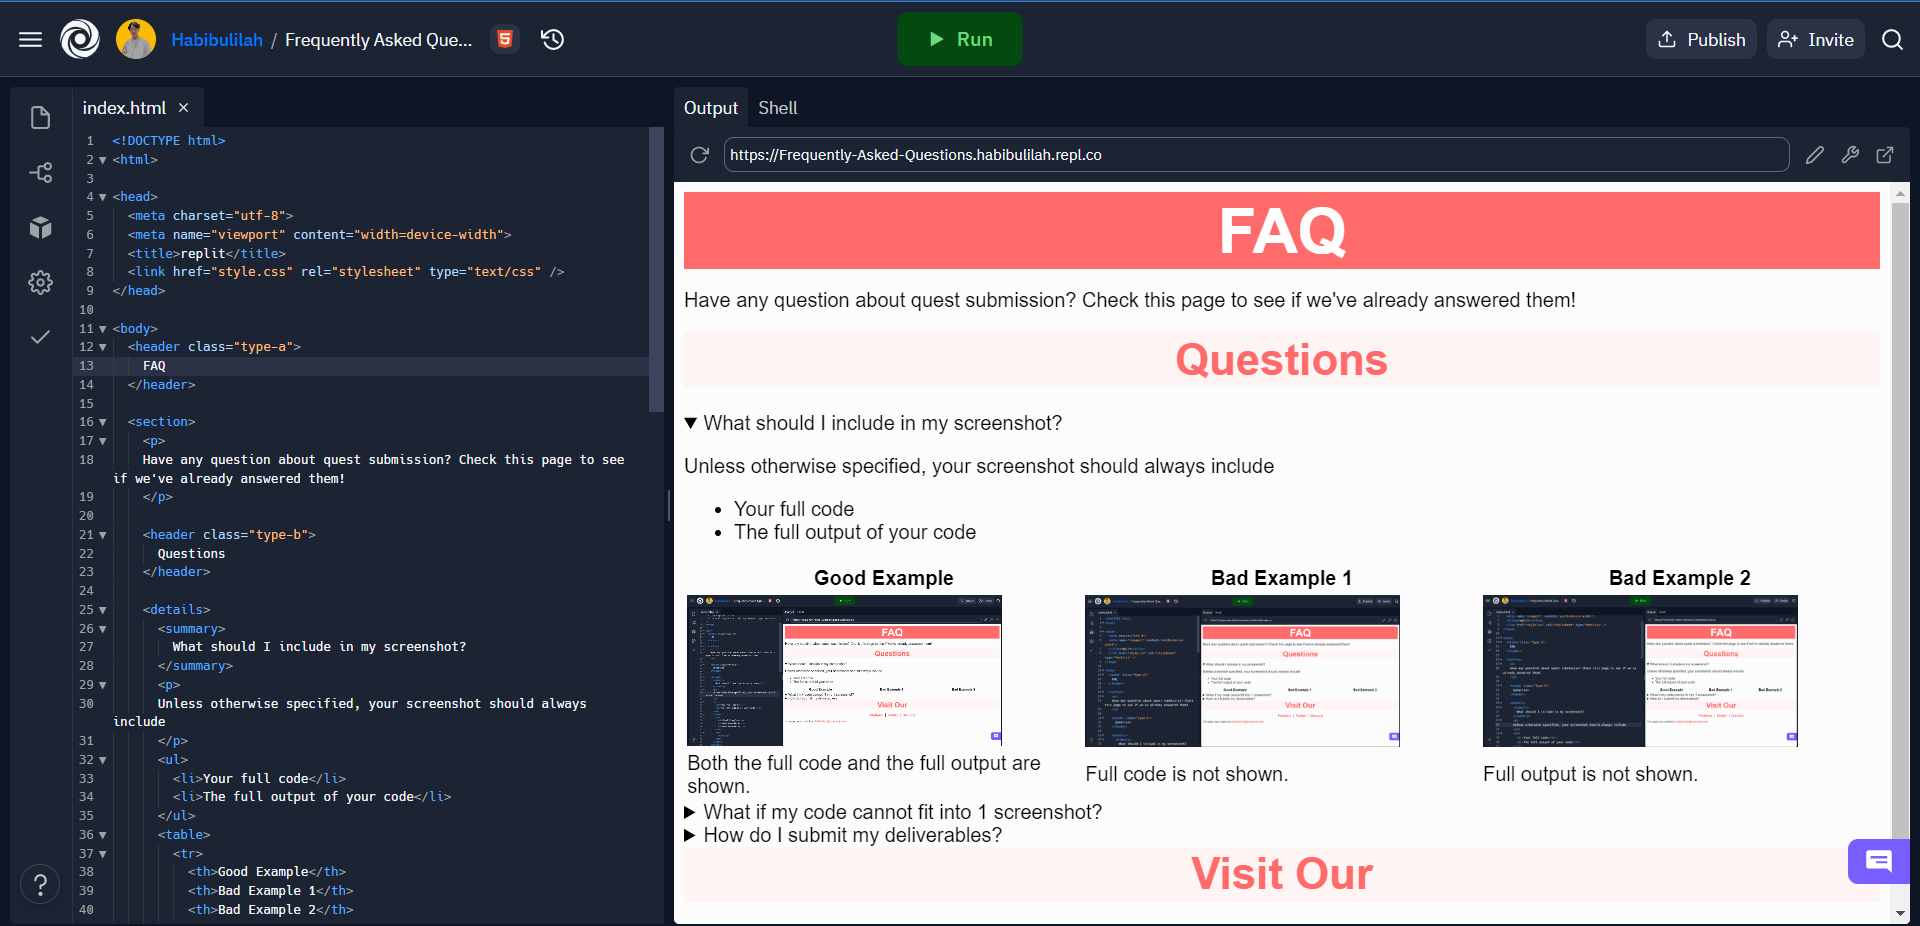 Habibulilah / Frequently Asked Que...
Run
Publish
Invite
index.html
1 <!DOCTYPE html>
2 <html>
3
4 <head>
5 <meta charset="utf-8">
6 <meta name="viewport" content="width=device-width">
7 <title>replit</title>
8 <link href="style.css" rel="stylesheet" type="text/css" />
9 </head>
10
11 <body>
12 <header class="type-a">
13 FAQ
14 </header>
15
16 <section>
17 <p>
18 Have any question about quest submission? Check this page to see
if we've already answered them!
19 </p>
20
21 <header class="type-b">
22 Questions
23 </header>
24
25 <details>
26 <summary>
27 What should I include in my screenshot?
28 </summary>
29 <p>
30 Unless otherwise specified, your screenshot should always
include
31 </p>
32 <ul>
33 <li>Your full code</li>
34 <li>The full output of your code</li>
35 </ul>
36 <table>
37 <tr>
38 <th>Good Example</th>
39 <th>Bad Example 1</th>
40 <th>Bad Example 2</th>
Output Shell
https://Frequently-Asked-Questions.habibulilah.repl.co
FAQ
Have any question about quest submission? Check this page to see if we've already answered them!
Questions
What should I include in my screenshot?
Unless otherwise specified, your screenshot should always include
• Your full code
• The full output of your code
Good Example Bad Example 1 Bad Example 2
FAQ
Questions
Visit Our
FAQ
Questions
Visit Our
FAQ
Questions
Visit Our
Both the full code and the full output are
shown.
Full code is not shown.
Full output is not shown.
What if my code cannot fit into 1 screenshot?
How do I submit my deliverables?
Visit Our